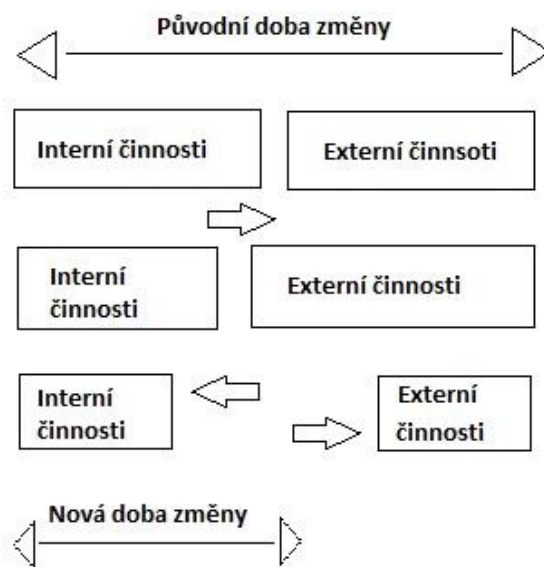 Původní doba změny
Interní činnosti
Externí činnsoti
Interní
činnosti
Externí činnosti
Interní
činnosti
Externí
činnosti
Nová doba změny